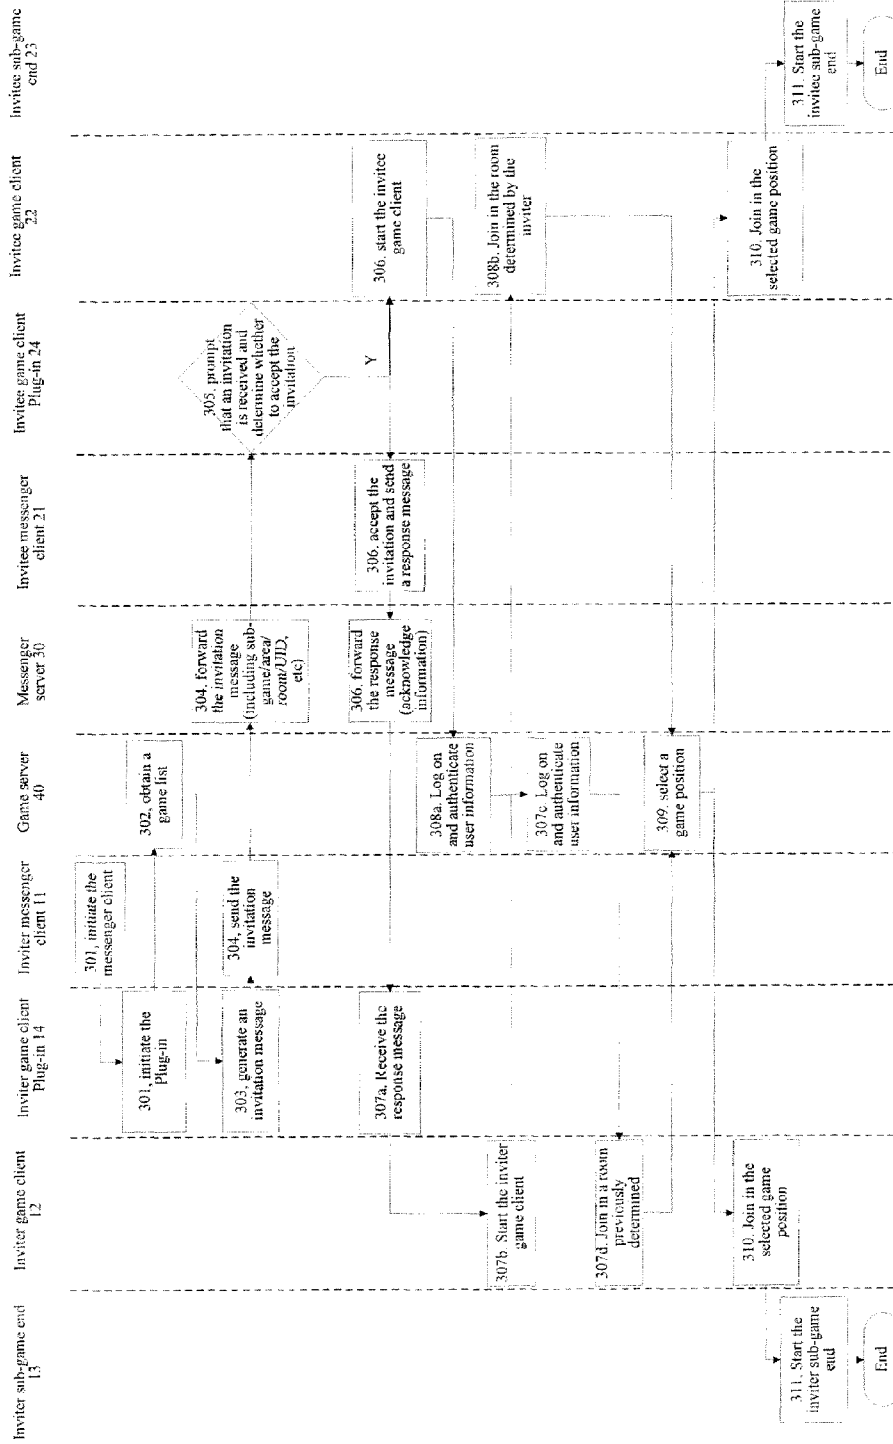 Inviter sub-game end
13
Inviter game client
12
Inviter game client
Plug-in 14
Inviter messenger
client 11
Game server
40
Messenger
server 30
Invitee messenger
client 21
Invitee game client
Plug-in 24
Invitee game client
22
Invitee sub-game
end 23
301, initiate the
messenger client
301, initiate the
Plug-in
302, obtain a
game list
303, generate an
invitation message
304, send the
invitation
message
304, forward
the invitation
message
(including sub-
game/area/
room/UID,
etc)
305, prompt
that an invitation
is received and
determine whether
to accept the
invitation
Y
306, start the invitee
game client
306, accept the
invitation and send
a response message
306, forward
the response
message
(acknowledge
information)
307a, Receive the
response message
308a. Log on
and authenticate
user information
307b. Start the inviter
game client
308b. Join in the room
determined by the
inviter
307c. Log on
and authenticate
user information
307d. Join in a room
previously
determined
309. select a
game position
310. Join in the
selected game
position
310. Join in the
selected game position
311. Start the
inviter sub-game
end
311. Start the
invitee sub-game
end
End
End